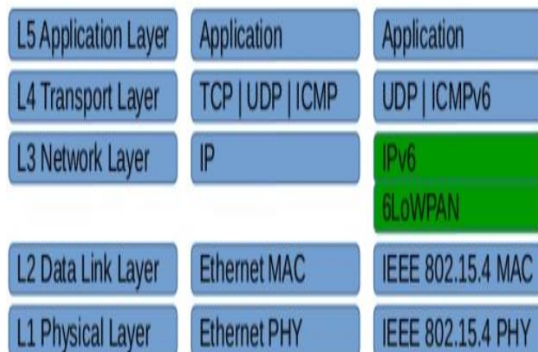 L5 Application Layer Application Application
L4 Transport Layer TCP | UDP | ICMP UDP | ICMPv6
L3 Network Layer IP IPv6
6LoWPAN
L2 Data Link Layer Ethernet MAC IEEE 802.15.4 MAC
L1 Physical Layer Ethernet PHY IEEE 802.15.4 PHY